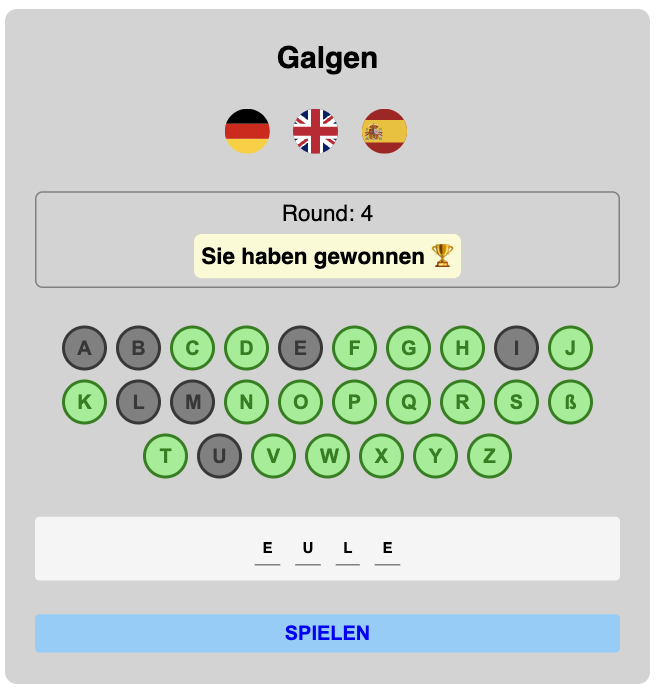 Galgen
Round: 4
Sie haben gewonnen 🏆
A B C D E F G H I J
K L M N O P Q R S ß
T U V W X Y Z
E U L E
SPIELEN